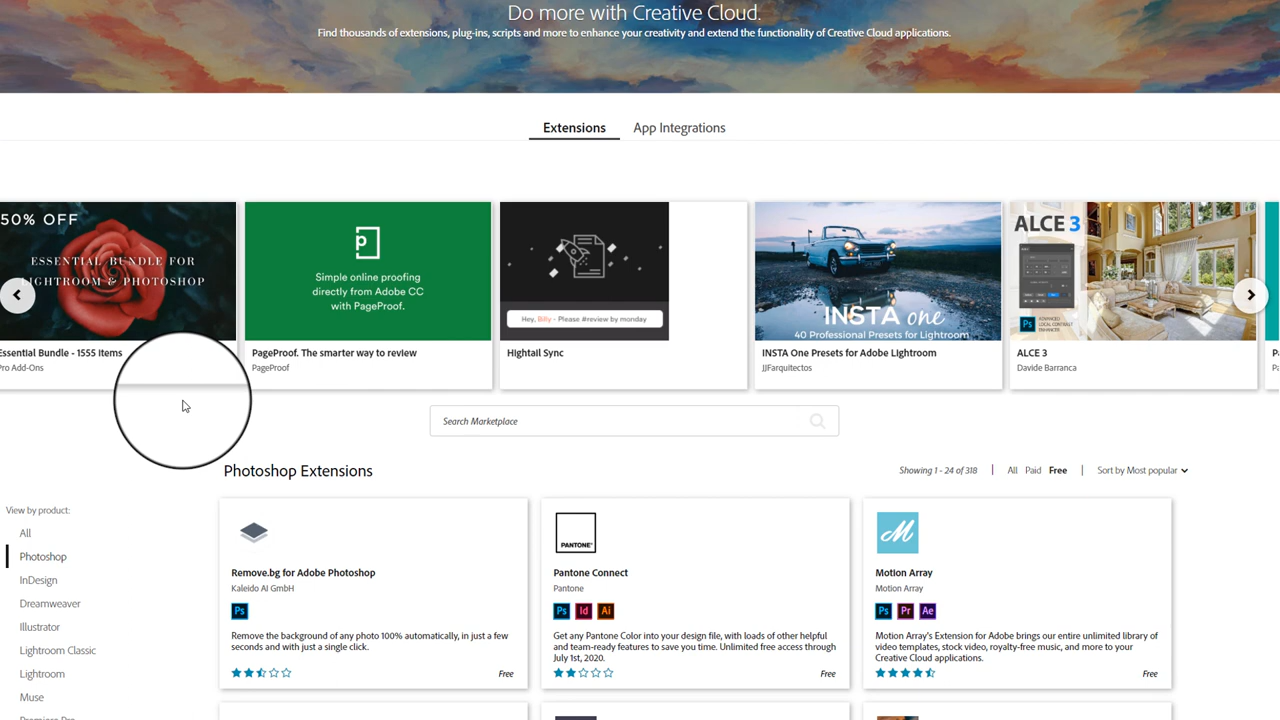 Do more with Creative Cloud.
Find thousands of extensions, plug-ins, scripts and more to enhance your creativity and extend the functionality of Creative Cloud applications.
Extensions
App Integrations
50% OFF
ESSENTIAL BUNDLE FOR
LIGHTROOM & PHOTOSHOP
Essential Bundle - 1555 Items
Pro Add-Ons
p
Simple online proofing
directly from Adobe CC
with PageProof.
PageProof. The smarter way to review
PageProof
Hey, Billy - Please #review by monday
Hightail Sync
INSTA one
40 Professional Presets for Lightroom
INSTA One Presets for Adobe Lightroom
JJFarquitectos
ALCE 3
Ps
ADVANCED
LOCAL CONTRAST
ENHANCER
ALCE 3
Davide Barranca
Search Marketplace
Photoshop Extensions
Showing 1 - 24 of 318 | All Paid Free | Sort by Most popular
View by product:
All
Photoshop
InDesign
Dreamweaver
Illustrator
Lightroom Classic
Lightroom
Muse
Premiere Pro
Remove.bg for Adobe Photoshop
Kaleido AI GmbH
Ps
Remove the background of any photo 100% automatically, in just a few
seconds and with just a single click.
Free
PANTONE
Pantone Connect
Pantone
Ps Id Ai
Get any Pantone Color into your design file, with loads of other helpful
and team-ready features to save you time. Unlimited free access through
July 1st, 2020.
Free
M
Motion Array
Motion Array
Ps Pr Ae
Motion Array's Extension for Adobe brings our entire unlimited library of
video templates, stock video, royalty-free music, and more to your
Creative Cloud applications.
Free